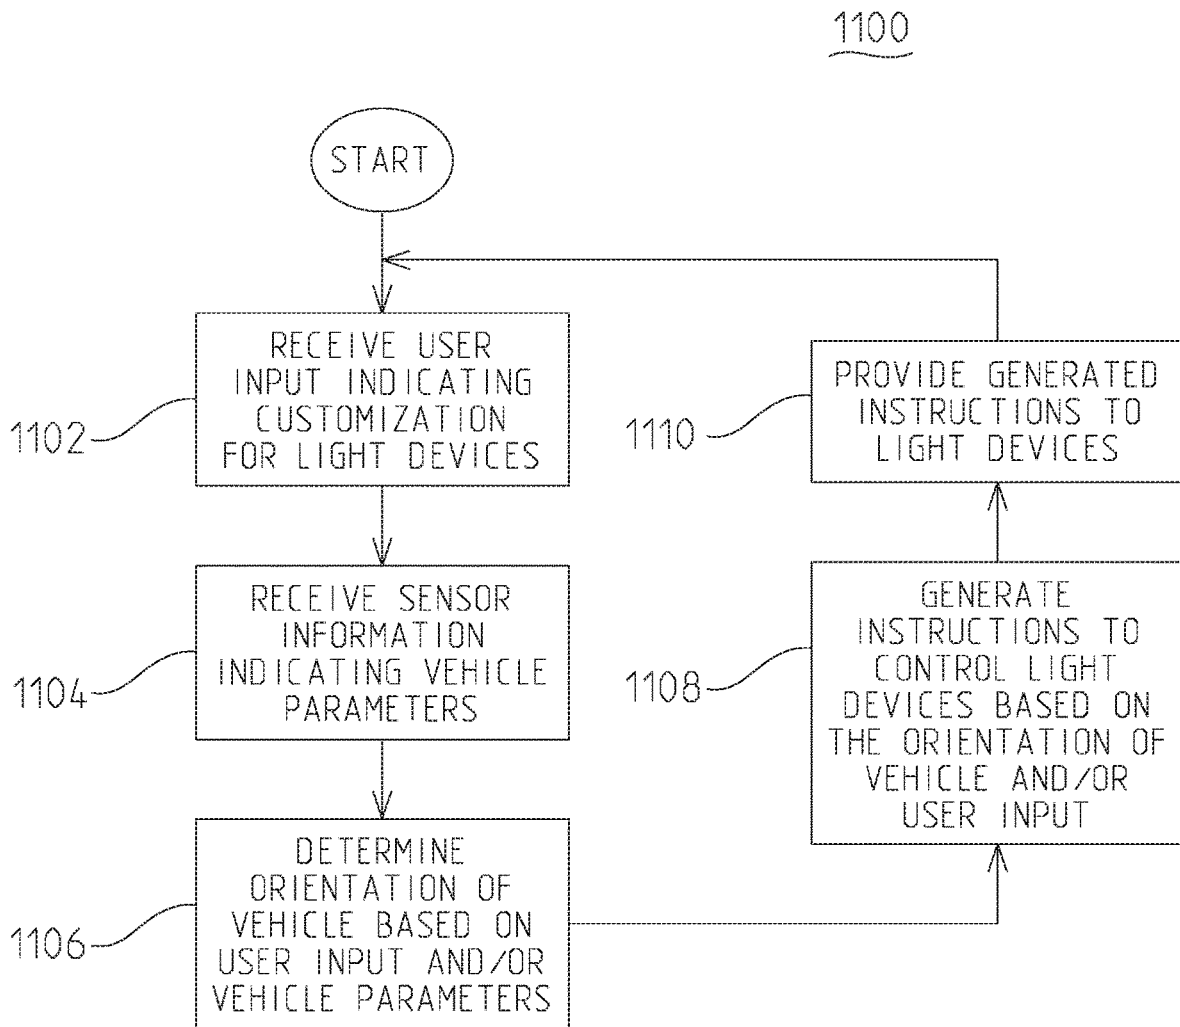 1100
START
RECEIVE USER
INPUT INDICATING
CUSTOMIZATION
FOR LIGHT DEVICES
1102
RECEIVE SENSOR
INFORMATION
INDICATING VEHICLE
PARAMETERS
1104
DETERMINE
ORIENTATION OF
VEHICLE BASED ON
USER INPUT AND/OR
VEHICLE PARAMETERS
1106
GENERATE
INSTRUCTIONS TO
CONTROL LIGHT
DEVICES BASED ON
THE ORIENTATION OF
VEHICLE AND/OR
USER INPUT
1108
PROVIDE GENERATED
INSTRUCTIONS TO
LIGHT DEVICES
1110